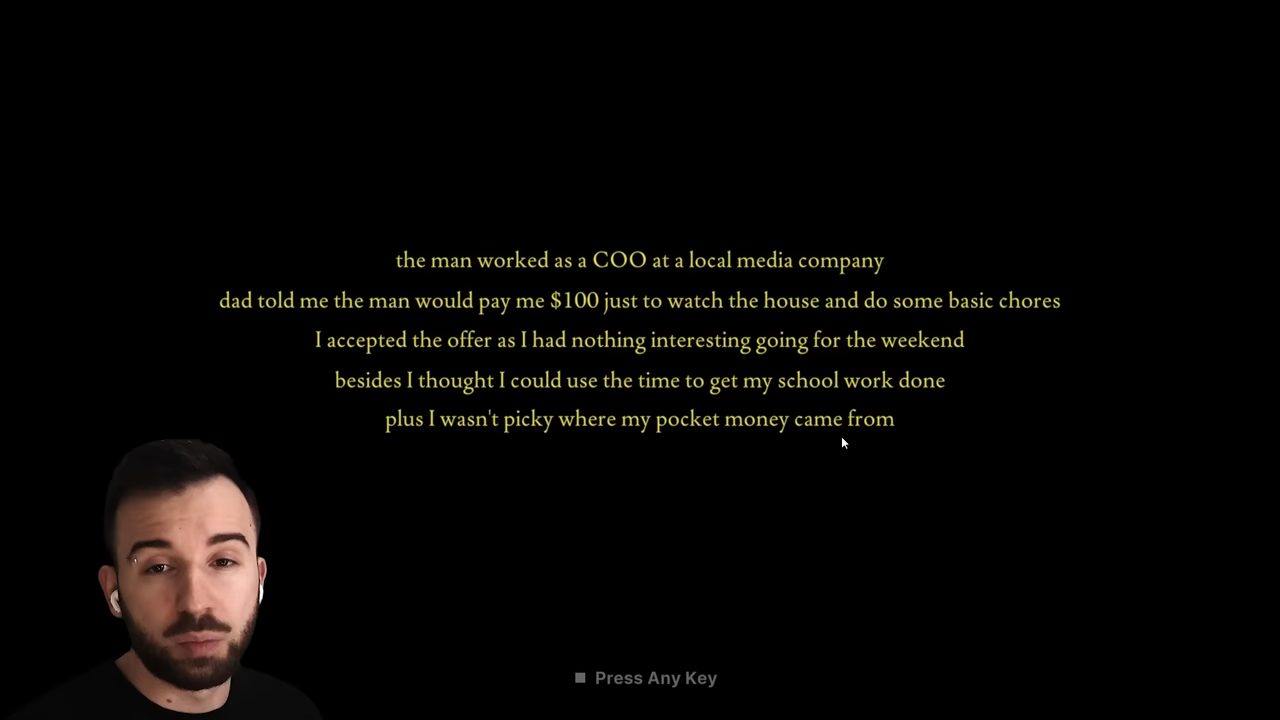 the man worked as a COO at a local media company
dad told me the man would pay me $100 just to watch the house and do some basic chores
I accepted the offer as I had nothing interesting going for the weekend
besides I thought I could use the time to get my school work done
plus I wasn't picky where my pocket money came from
Press Any Key